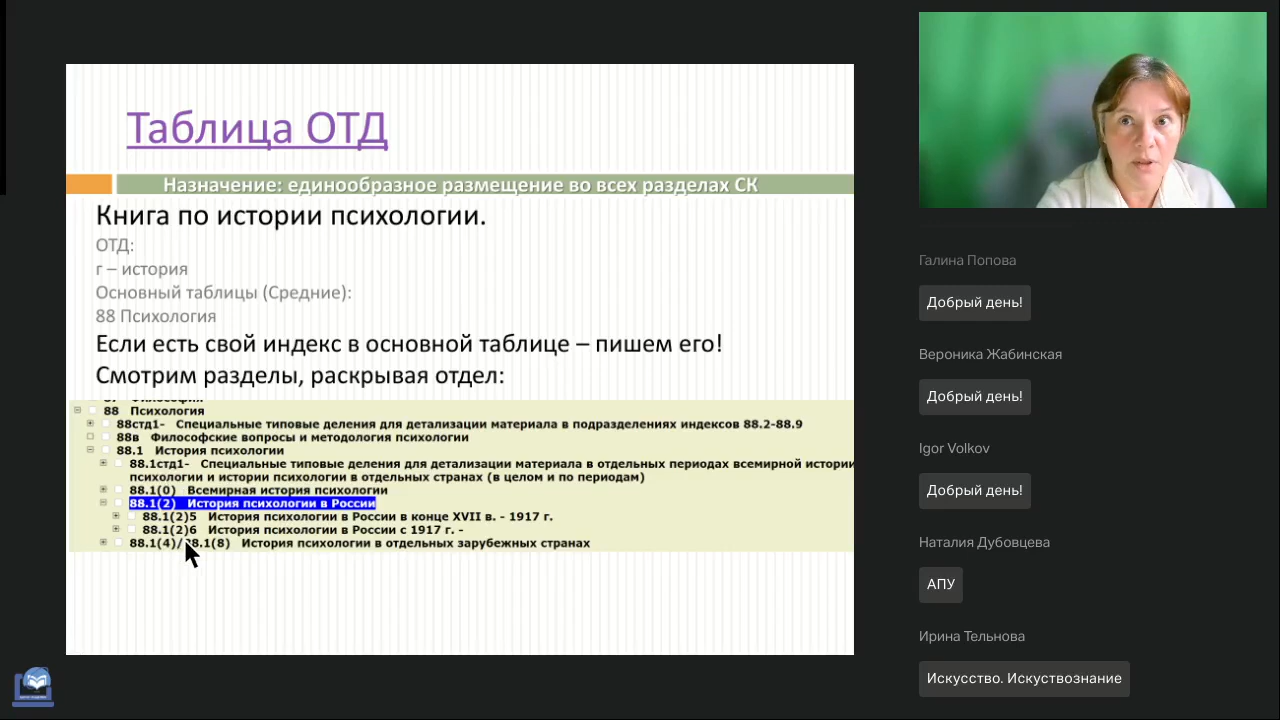 Таблица ОТД
Назначение: единообразное размещение во всех разделах СК
Книга по истории психологии.
ОТД:
г – история
Основный таблицы (Средние):
88 Психология
Если есть свой индекс в основной таблице – пишем его!
Смотрим разделы, раскрывая отдел:
88 Психология
88стд1- Специальные типовые деления для детализации материала в подразделениях индексов 88.2-88.9
88в Философские вопросы и методология психологии
88.1 История психологии
88.1стд1- Специальные типовые деления для детализации материала в отдельных периодах всемирной истории
психологии и истории психологии в отдельных странах (в целом и по периодам)
88.1(0) Всемирная история психологии
88.1(2) История психологии в России
88.1(2)5 История психологии в России в конце XVII в. - 1917 г.
88.1(2)6 История психологии в России с 1917 г. -
88.1(4)/88.1(8) История психологии в отдельных зарубежных странах
Галина Попова
Добрый день!
Вероника Жабинская
Добрый день!
Igor Volkov
Добрый день!
Наталия Дубовцева
АПУ
Ирина Тельнова
Искусство. Искуствознание